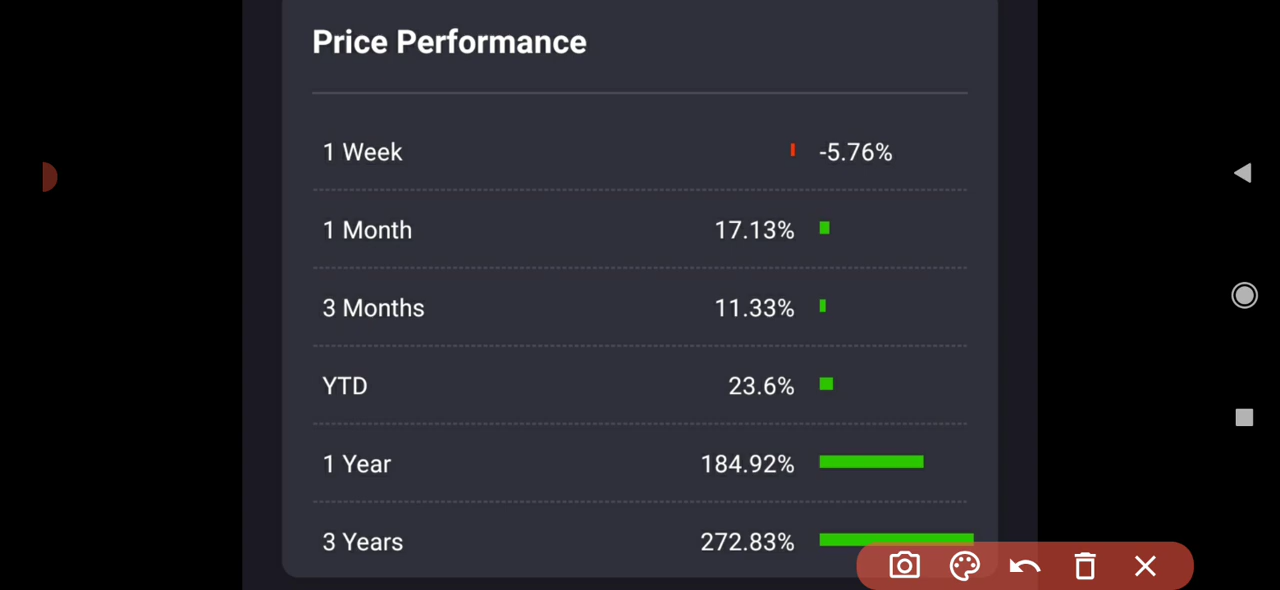 Price Performance
1 Week -5.76%
1 Month 17.13%
3 Months 11.33%
YTD 23.6%
1 Year 184.92%
3 Years 272.83%